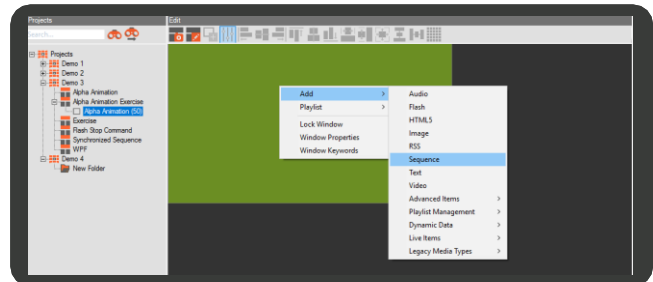 Projects
Edit
Search...
Projects
Demo 1
Demo 2
Demo 3
Alpha Animation
Alpha Animation Exercise
Alpha Animation (50)
Exercise
Flash Stop Command
Synchronized Sequence
WPF
Demo 4
New Folder
Add
Playlist
Lock Window
Window Properties
Window Keywords
Audio
Flash
HTML5
Image
RSS
Sequence
Text
Video
Advanced Items
Playlist Management
Dynamic Data
Live Items
Legacy Media Types